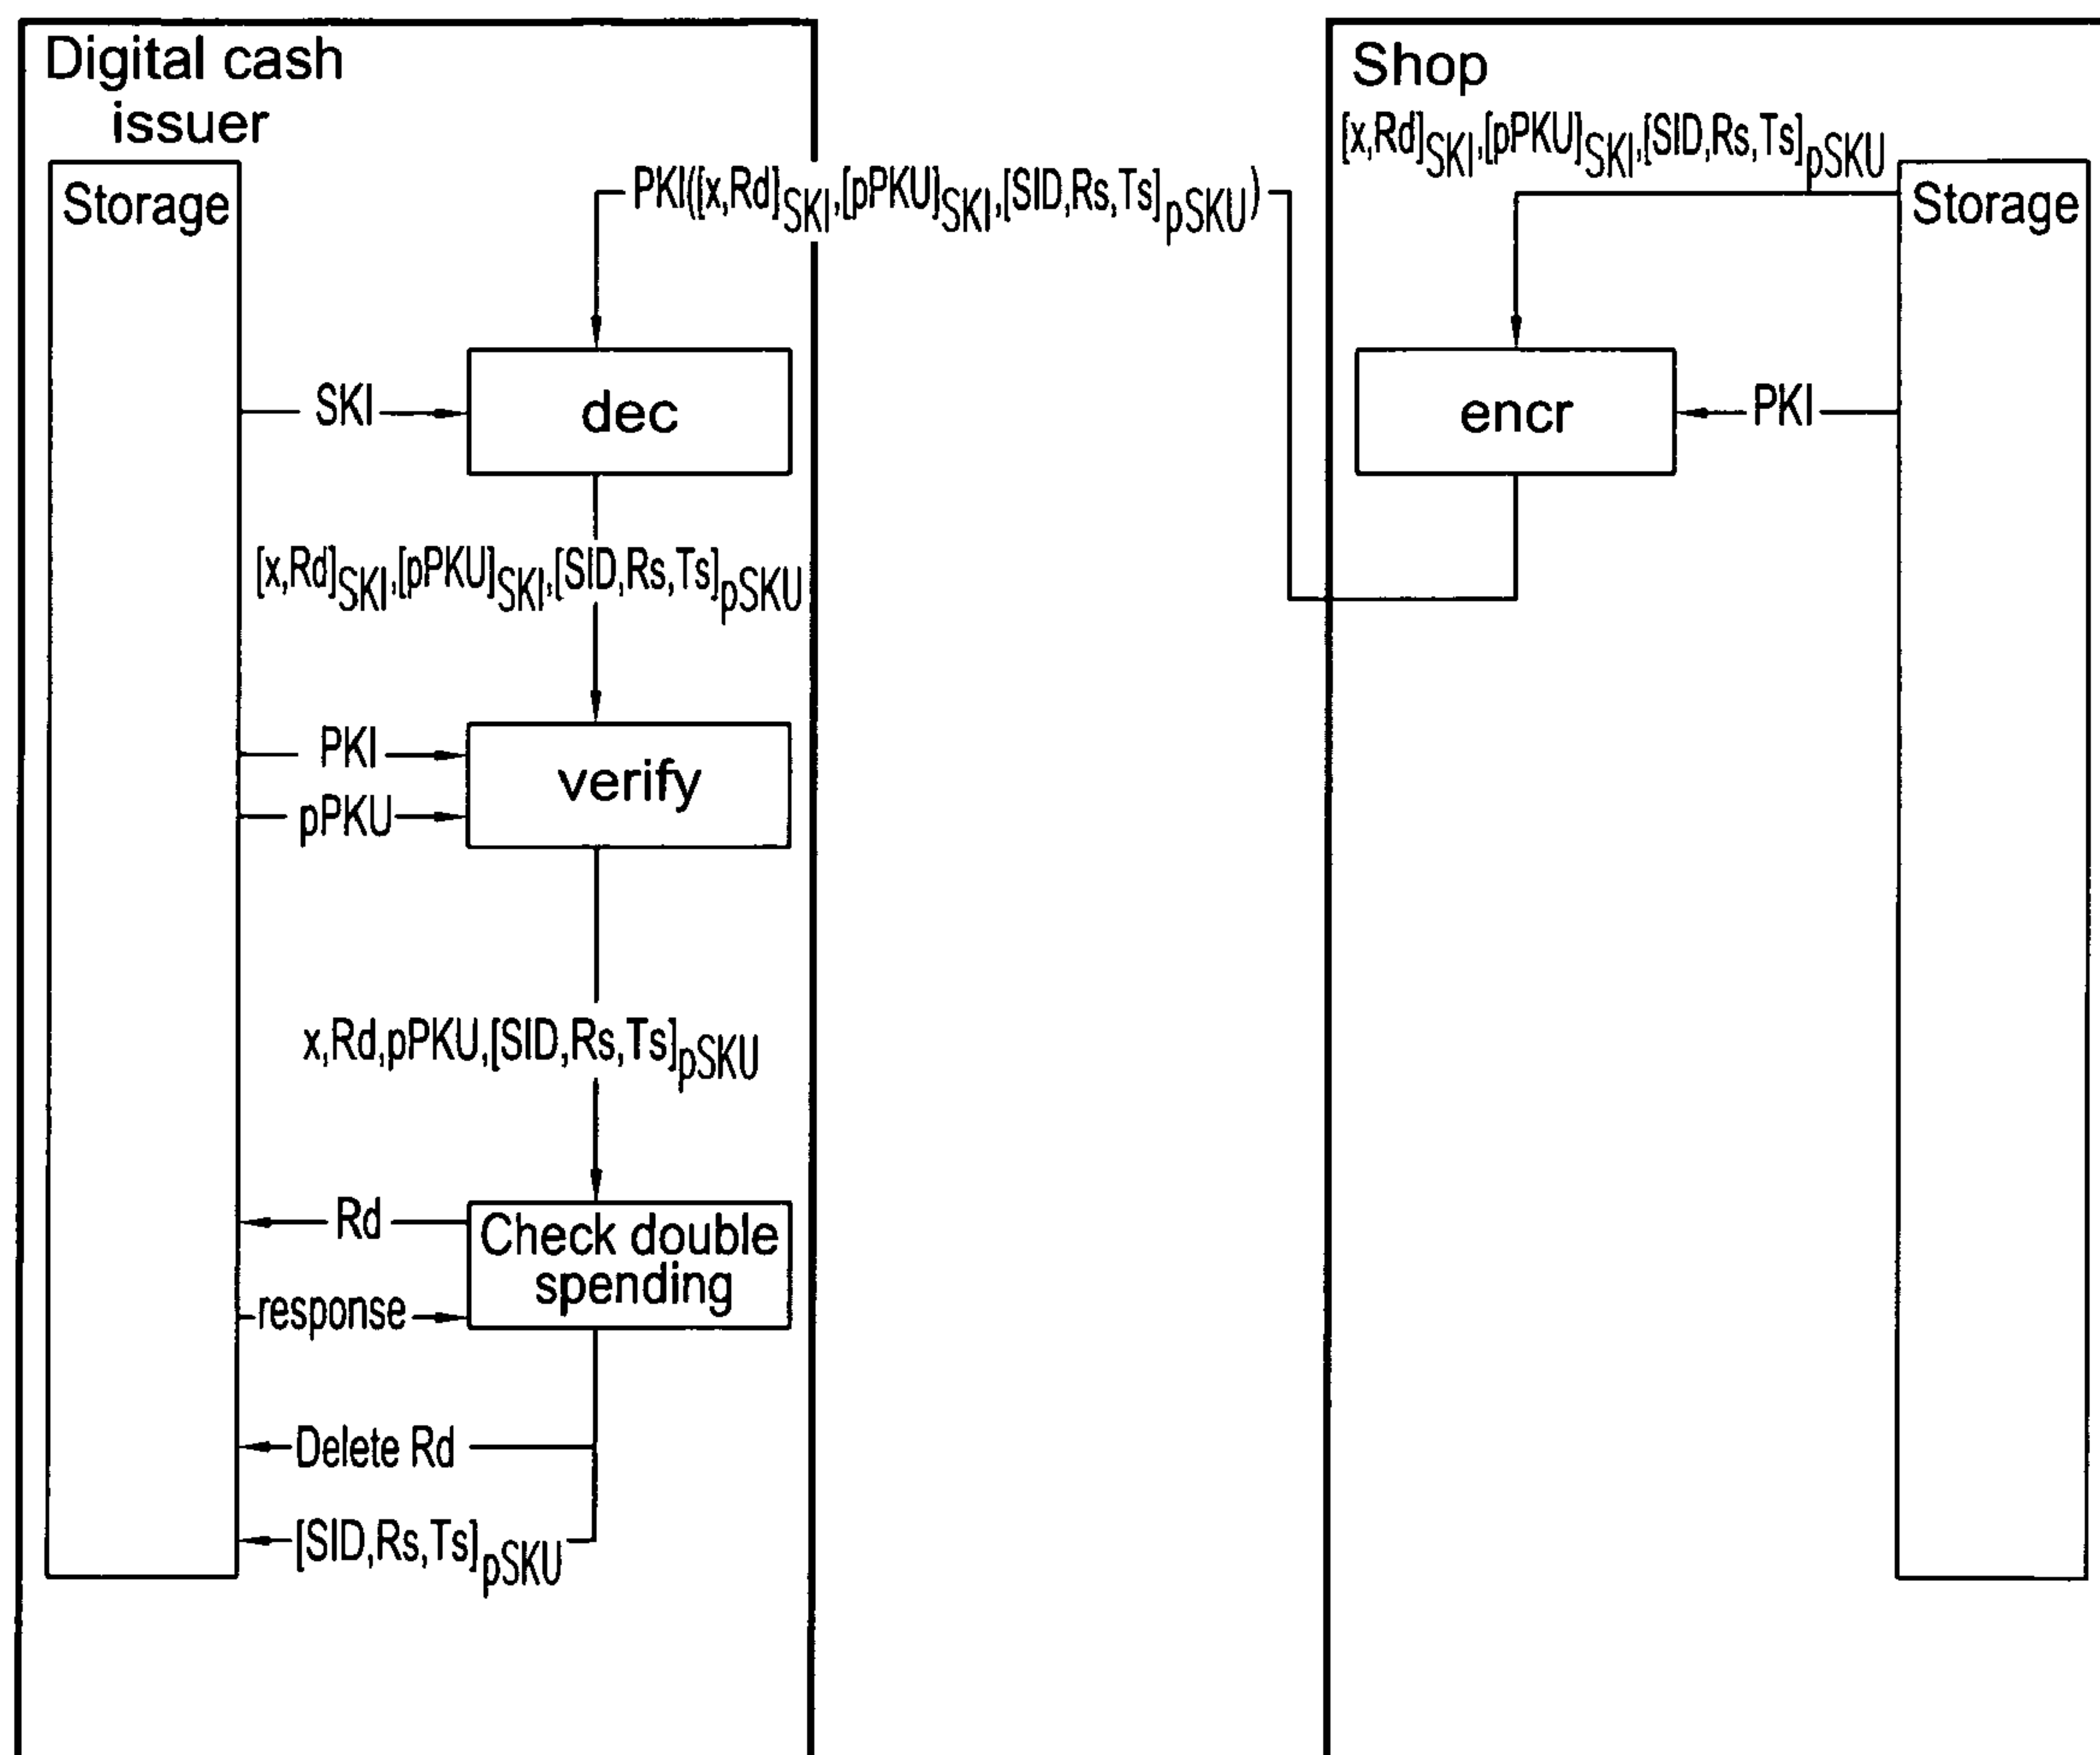 Digital cash
issuer
Storage
PKI([x,Rd]SKI,[pPKU]SKI,[SID,Rs,Ts]pSKU)
SKI
dec
[x,Rd]SKI,[pPKU]SKI,[SID,Rs,Ts]pSKU
PKI
pPKU
verify
x,Rd,pPKU,[SID,Rs,Ts]pSKU
Rd
Check double
spending
response
Delete Rd
[SID,Rs,Ts]pSKU
Shop
[x,Rd]SKI,[pPKU]SKI,[SID,Rs,Ts]pSKU
Storage
encr
PKI